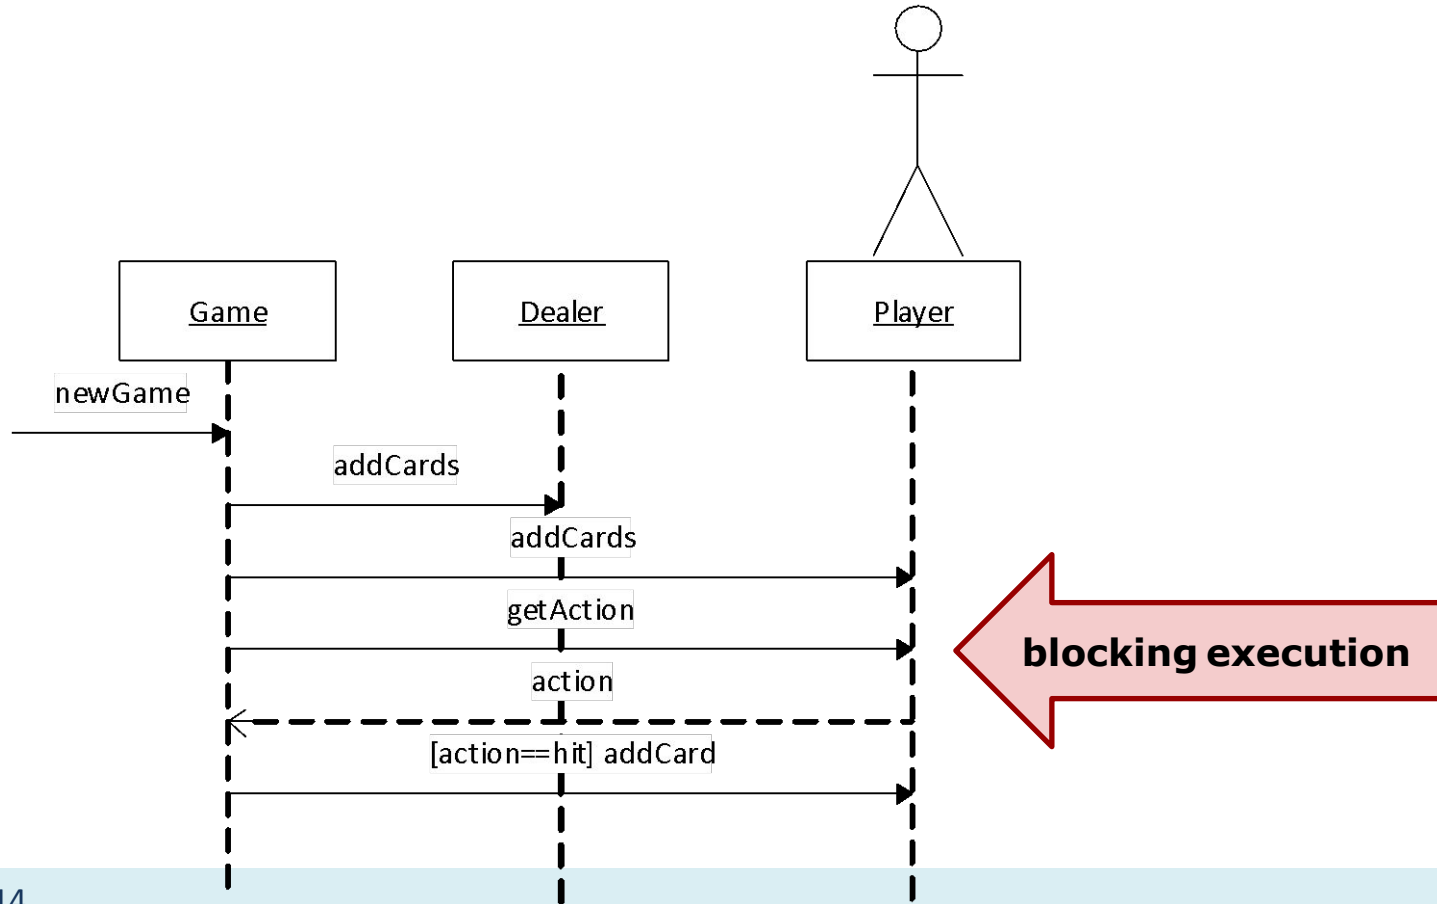 Game
Dealer
Player
newGame
addCards
addCards
getAction
blocking execution
action
[action==hit] addCard